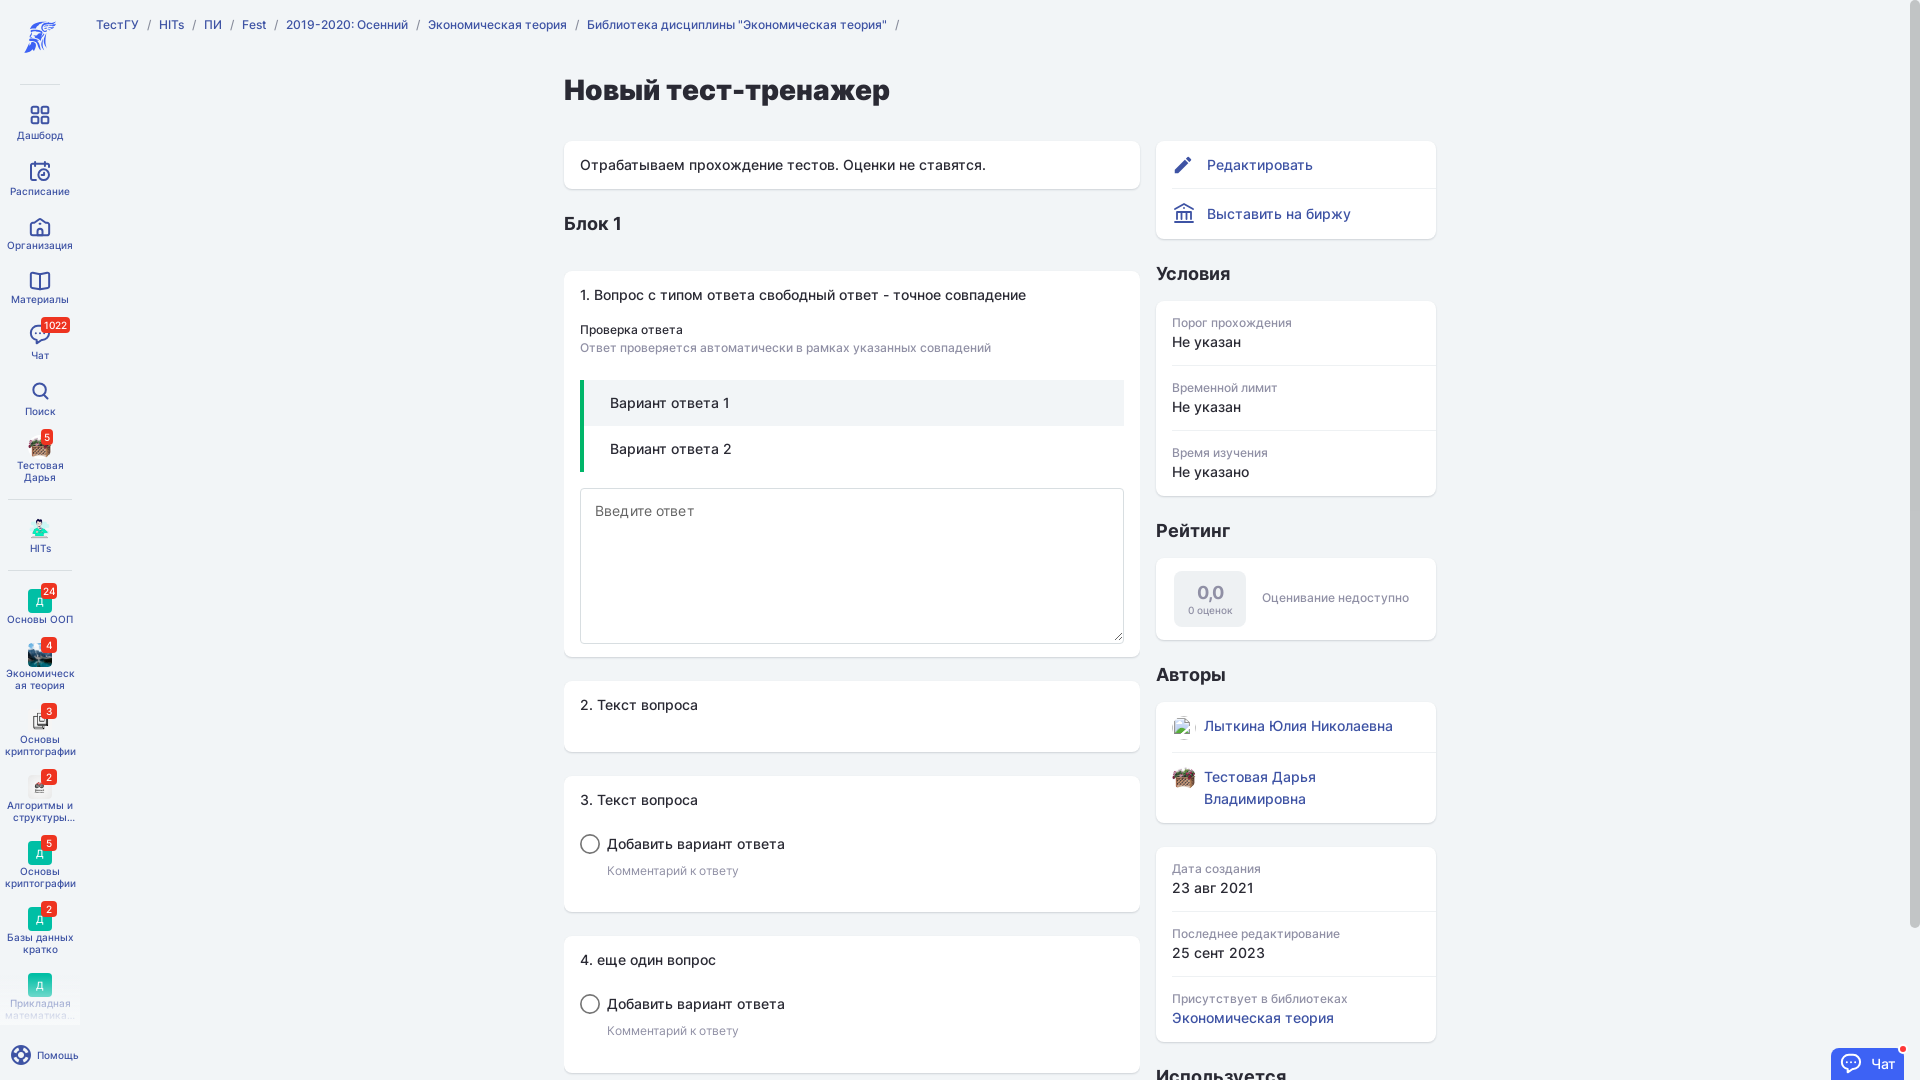 ТестГУ / HITs / ПИ / Fest / 2019-2020: Осенний / Экономическая теория / Библиотека дисциплины "Экономическая теория" /
Дашборд
Расписание
Организация
Материалы
1022
Чат
Поиск
5
Тестовая
Дарья
HITs
24
Д
Основы ООП
4
Экономическ
ая теория
3
Основы
криптографии
2
Алгоритмы и
структуры...
5
Д
Основы
криптографии
2
Д
Базы данных
кратко
Д
Прикладная
математика...
Помощь
Новый тест-тренажер
Отрабатываем прохождение тестов. Оценки не ставятся.
Блок 1
1. Вопрос с типом ответа свободный ответ - точное совпадение
Проверка ответа
Ответ проверяется автоматически в рамках указанных совпадений
Вариант ответа 1
Вариант ответа 2
Введите ответ
2. Текст вопроса
3. Текст вопроса
Добавить вариант ответа
Комментарий к ответу
4. еще один вопрос
Добавить вариант ответа
Комментарий к ответу
Редактировать
Выставить на биржу
Условия
Порог прохождения
Не указан
Временной лимит
Не указан
Время изучения
Не указано
Рейтинг
0,0
0 оценок
Оценивание недоступно
Авторы
Лыткина Юлия Николаевна
Тестовая Дарья
Владимировна
Дата создания
23 авг 2021
Последнее редактирование
25 сент 2023
Присутствует в библиотеках
Экономическая теория
Используется
Чат